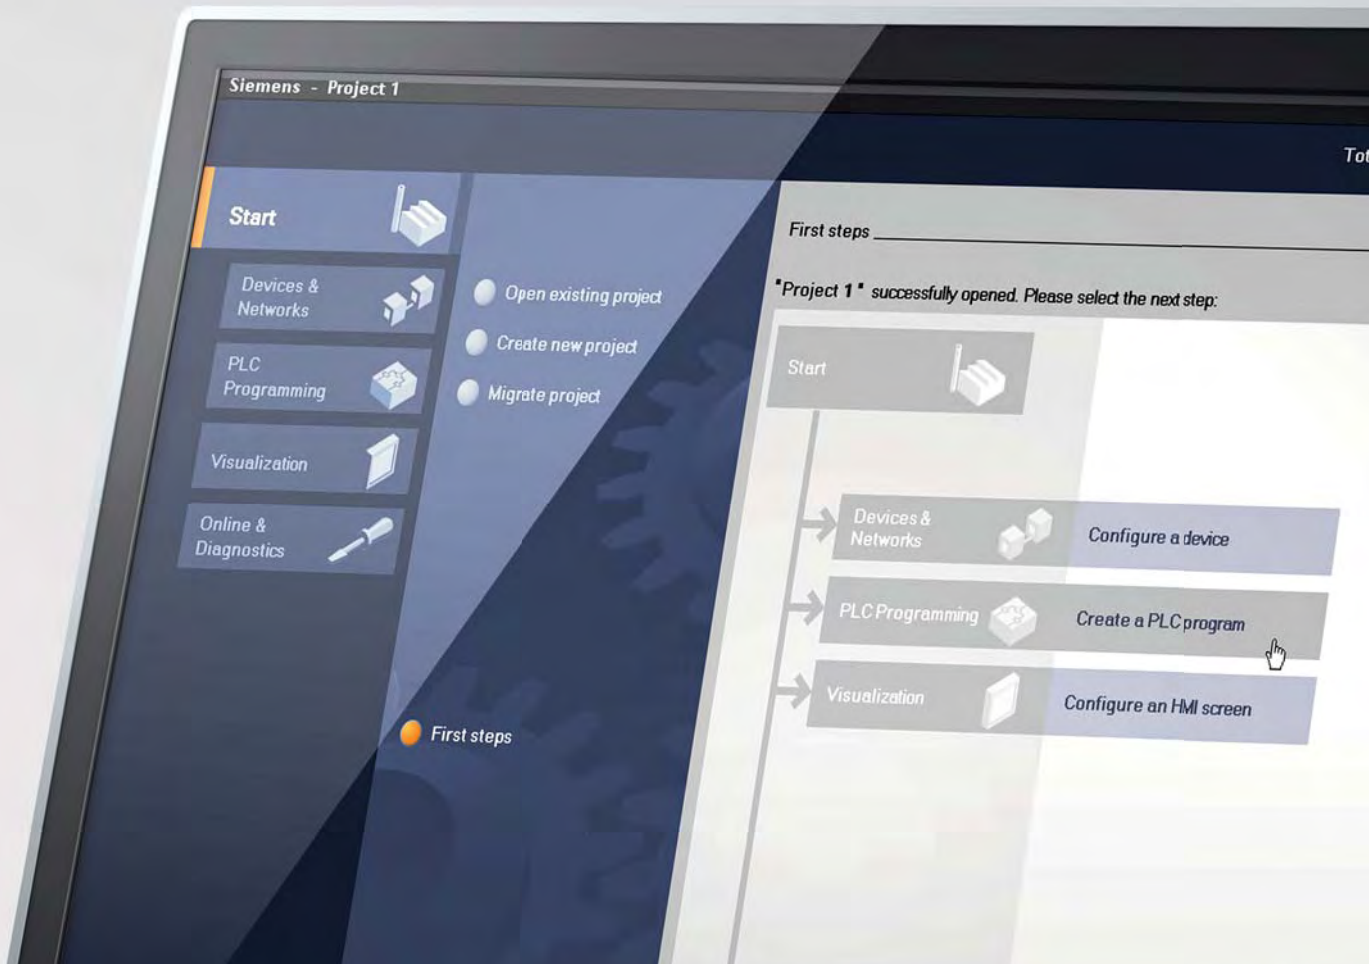 Siemens - Project 1
Start
Devices &
Networks
PLC
Programming
Visualization
Online &
Diagnostics
Open existing project
Create new project
Migrate project
First steps
First steps
"Project 1" successfully opened. Please select the next step:
Start
Devices &
Networks
Configure a device
PLC Programming
Create a PLC program
Visualization
Configure an HMI screen